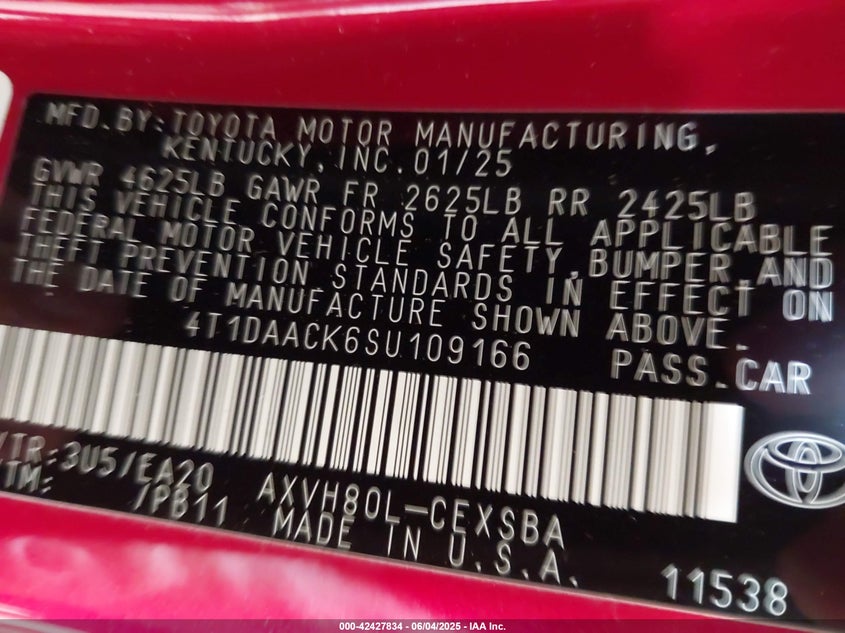 MFD.BY:TOYOTA MOTOR MANUFACTURING,
KENTUCKY,INC.01/25
GVWR 4625LB GAWR FR 2625LB RR 2425LB
THIS VEHICLE CONFORMS TO ALL APPLICABLE
FEDERAL MOTOR VEHICLE SAFETY,BUMPER,AND
THEFT PREVENTION STANDARDS IN EFFECT ON
THE DATE OF MANUFACTURE SHOWN ABOVE.
4T1DAACK6SU109166 PASS.CAR
/TR:3U5/EA20 AXVH80L-CEXSBA
TM: /PB11 MADE IN U.S.A. 11538
000-42427834 - 06/04/2025 - IAA Inc.